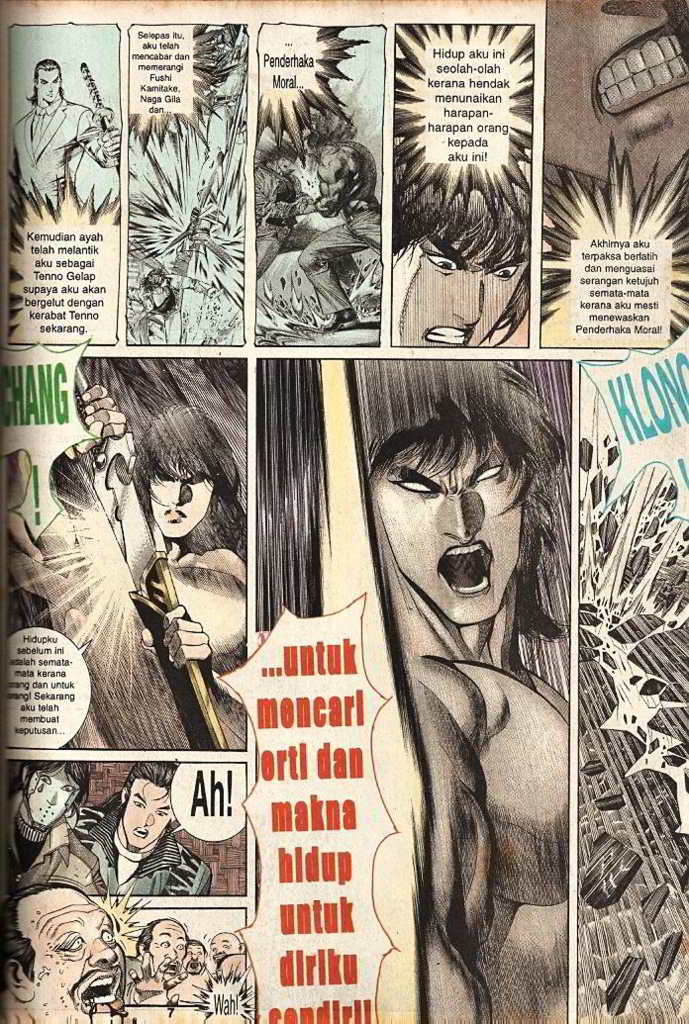 Kemudian ayah
telah melantik
aku sebagai
Tenno Gelap
supaya aku akan
bergelut dengan
kerabat Tenno
sekarang.
Selepas itu,
aku telah
mencabar dan
memerangi
Fushi
Kamitake,
Naga Gila
dan...
...
Penderhaka
Moral...
Hidup aku ini
seolah-olah
kerana hendak
menunaikan
harapan-
harapan orang
kepada
aku ini!
Akhirnya aku
terpaksa berlatih
dan menguasai
serangan ketujuh
semata-mata
kerana aku mesti
menewaskan
Penderhaka Moral!
CHANG
!
Hidupku
sebelum ini
adalah semata-
mata kerana
orang dan untuk
orang! Sekarang
aku telah
membuat
keputusan...
...untuk
mencari
erti dan
makna
hidup
untuk
diriku
sendiri!
KLONG
!
Ah!
Wah!